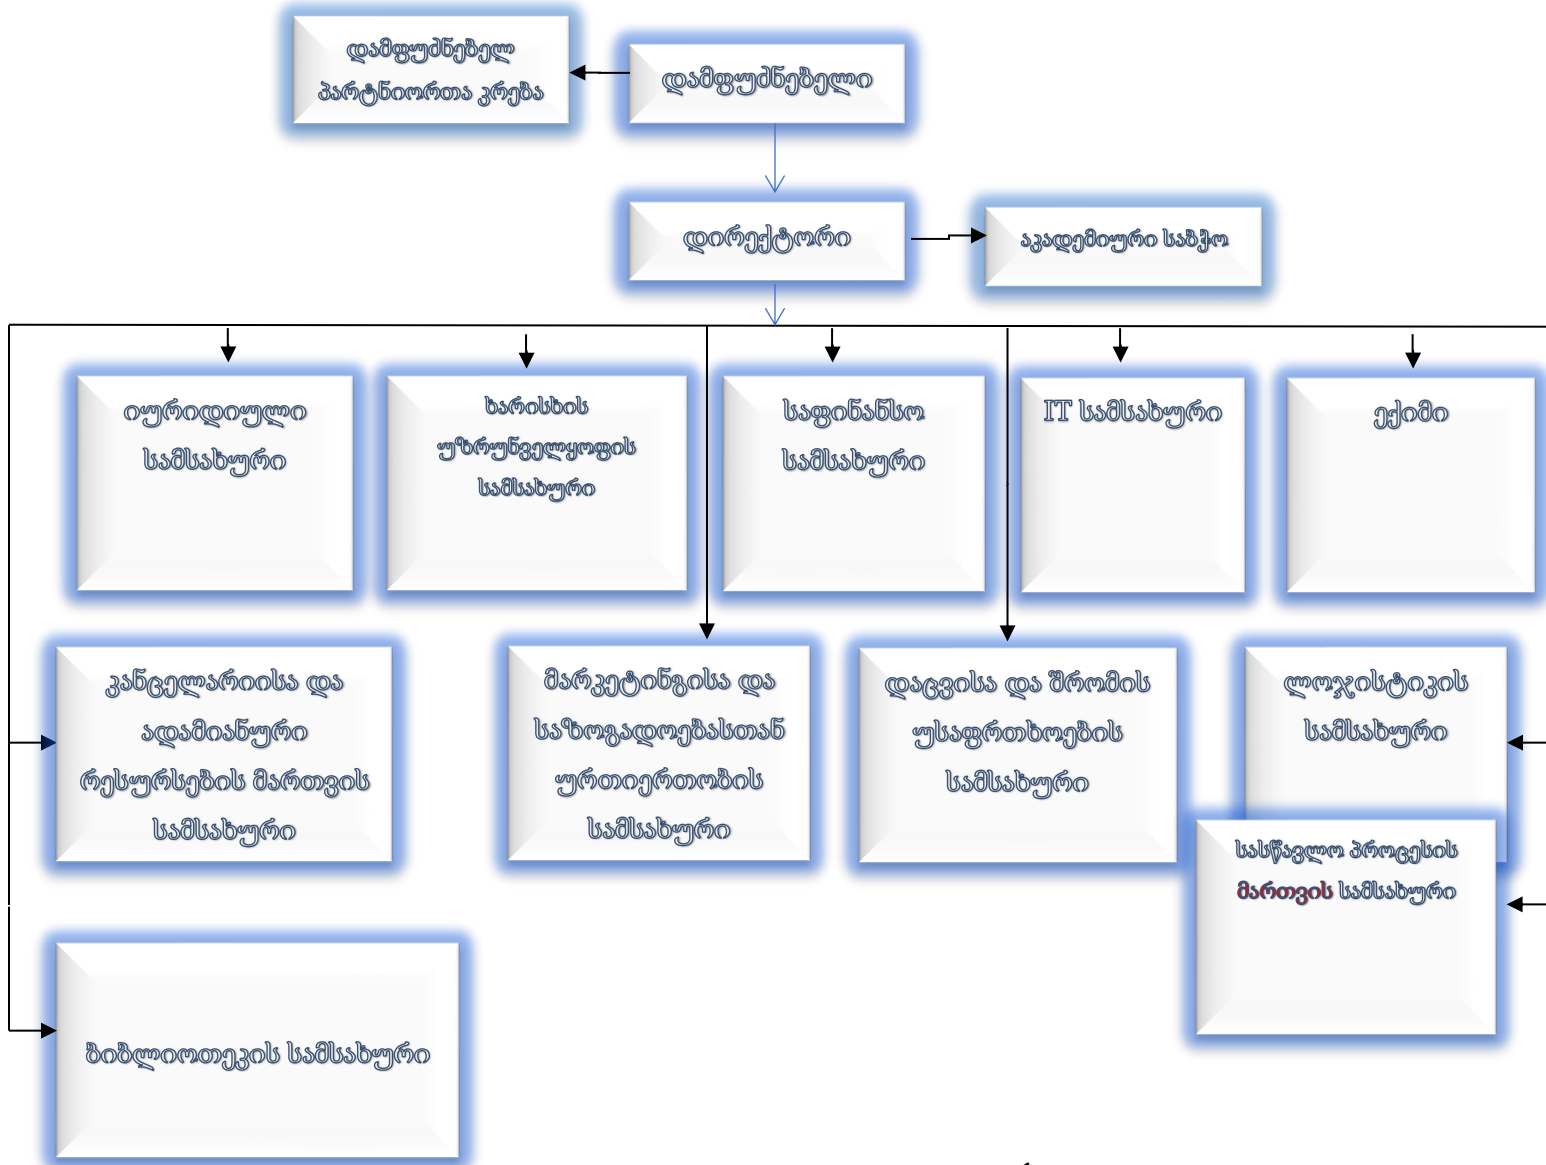 დამფუძნებელ
პარტნიორთა კრება
დამფუძნებელი
დირექტორი
აკადემიური საბჭო
იურიდიული
სამსახური
ხარისხის
უზრუნველყოფის
სამსახური
საფინანსო
სამსახური
IT სამსახური
ექიმი
კანცელარიისა და
ადამიანური
რესურსების მართვის
სამსახური
მარკეტინგისა და
საზოგადოებასთან
ურთიერთობის
სამსახური
დაცვისა და შრომის
უსაფრთხოების
სამსახური
ლოჯისტიკის
სამსახური
სასწავლო პროცესის
მართვის სამსახური
ბიბლიოთეკის სამსახური